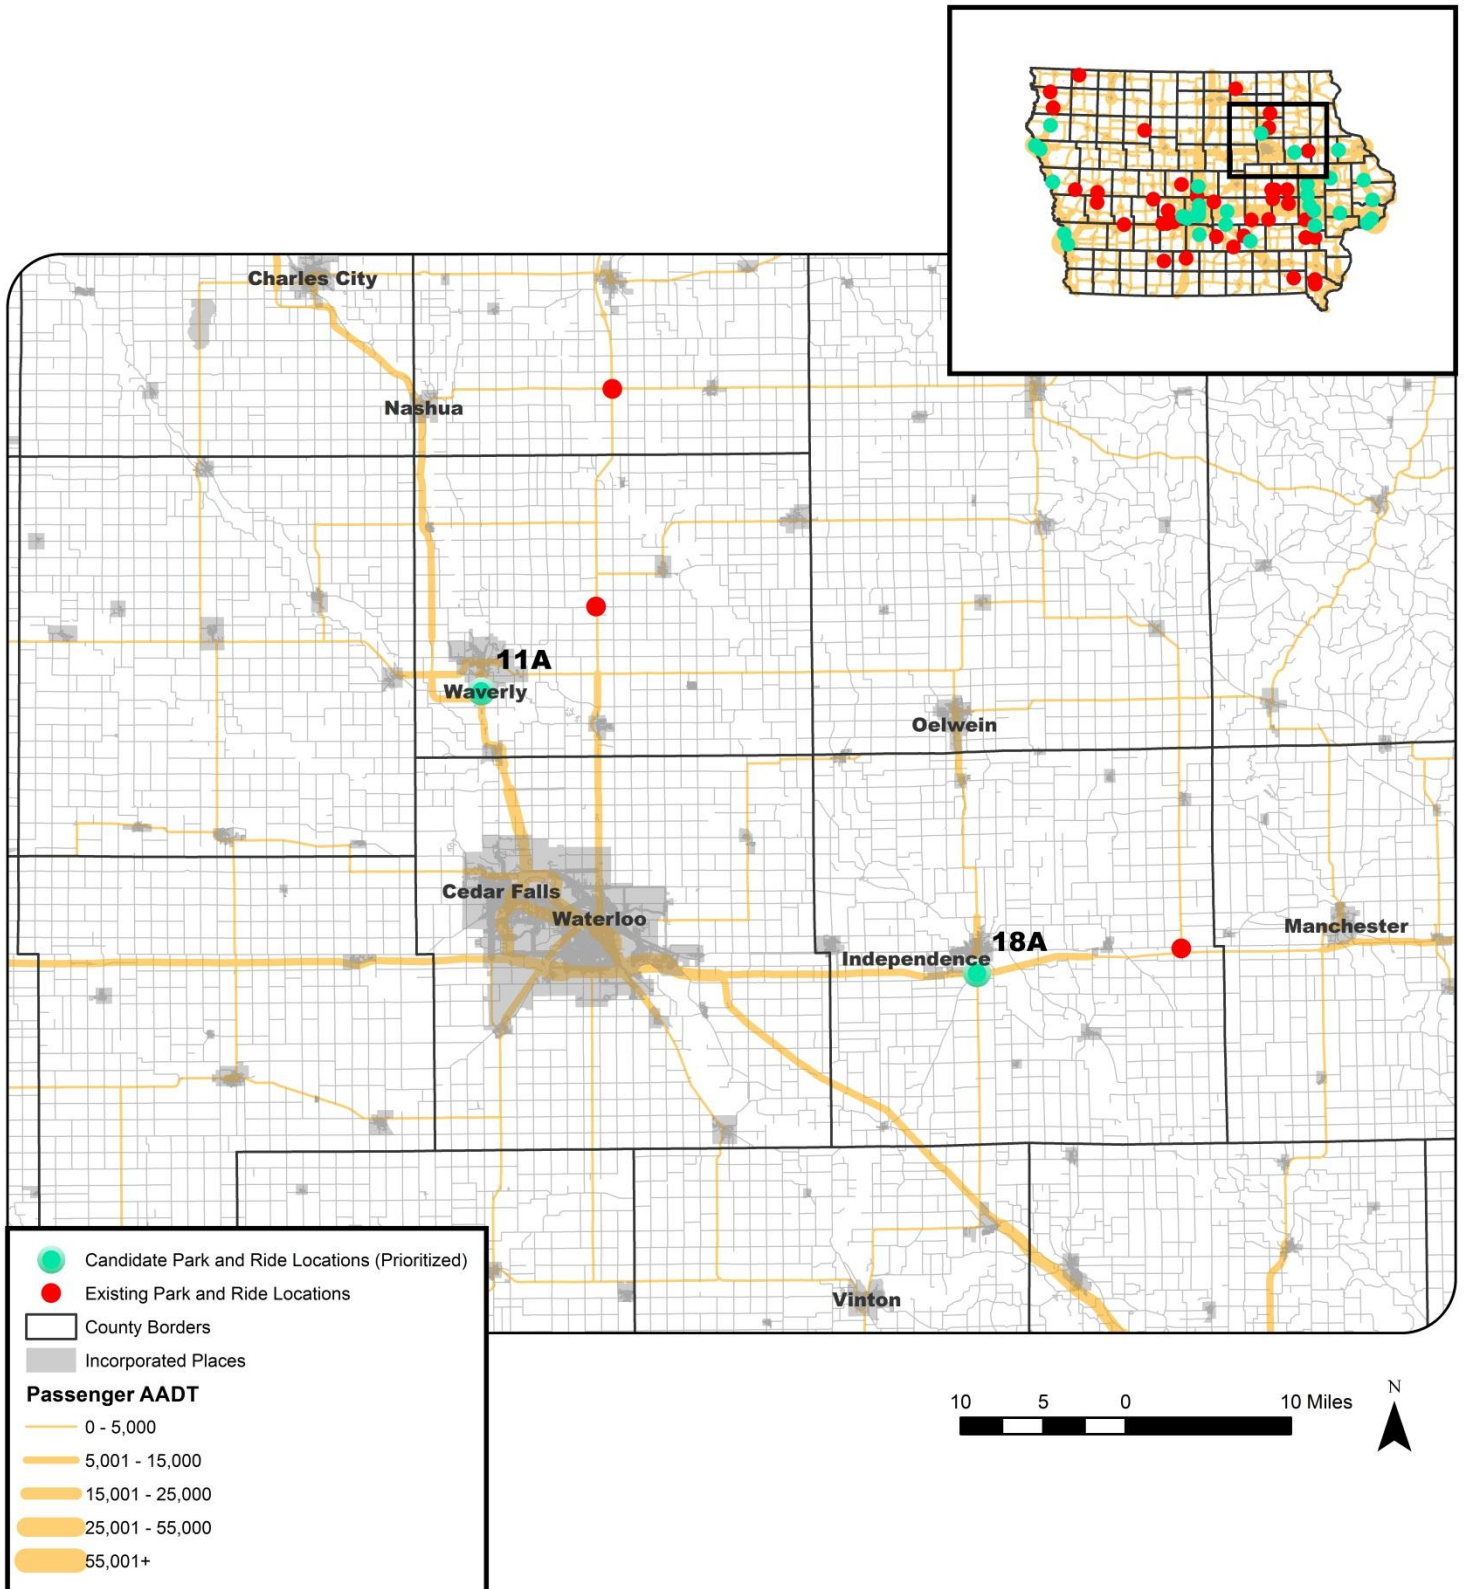 Charles City
Nashua
11A
Waverly
Oelwein
Cedar Falls
Waterloo
18A
Independence
Manchester
Vinton
Candidate Park and Ride Locations (Prioritized)
Existing Park and Ride Locations
County Borders
Incorporated Places
Passenger AADT
0 - 5,000
5,001 - 15,000
15,001 - 25,000
25,001 - 55,000
55,001+
10 5 0 10 Miles
N